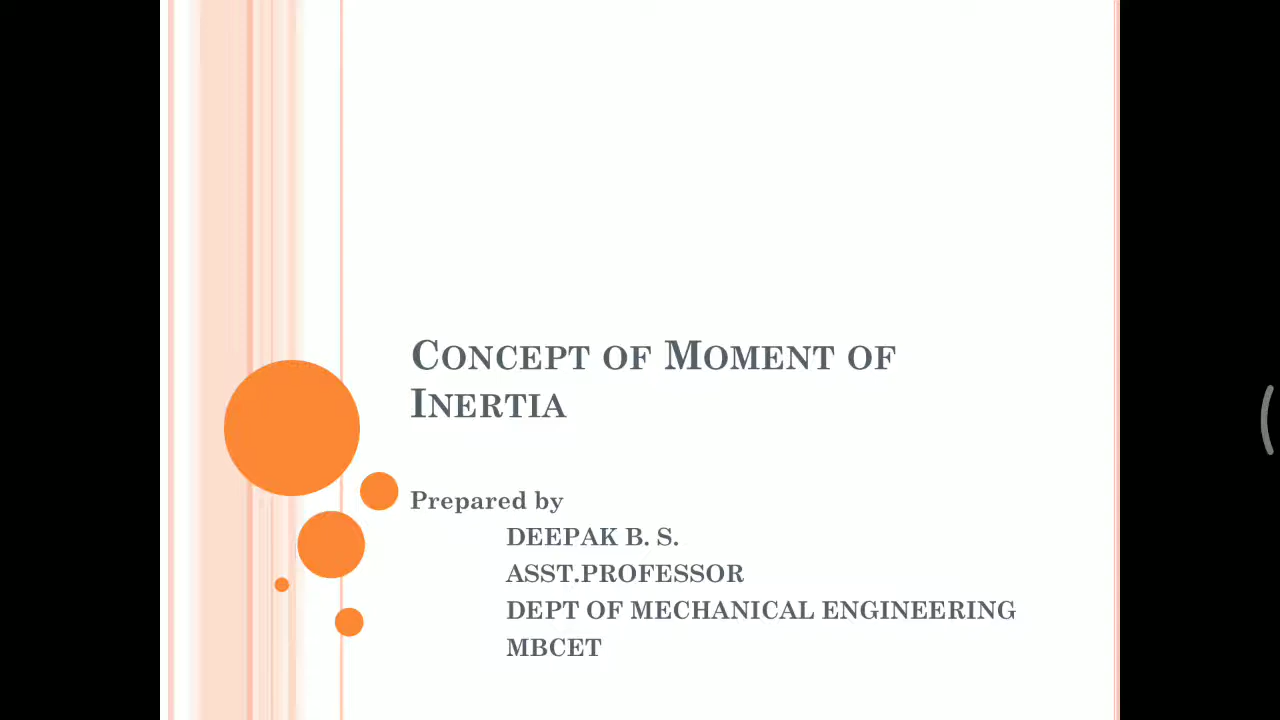 Concept of Moment of
Inertia
Prepared by
DEEPAK B. S.
ASST.PROFESSOR
DEPT OF MECHANICAL ENGINEERING
MBCET